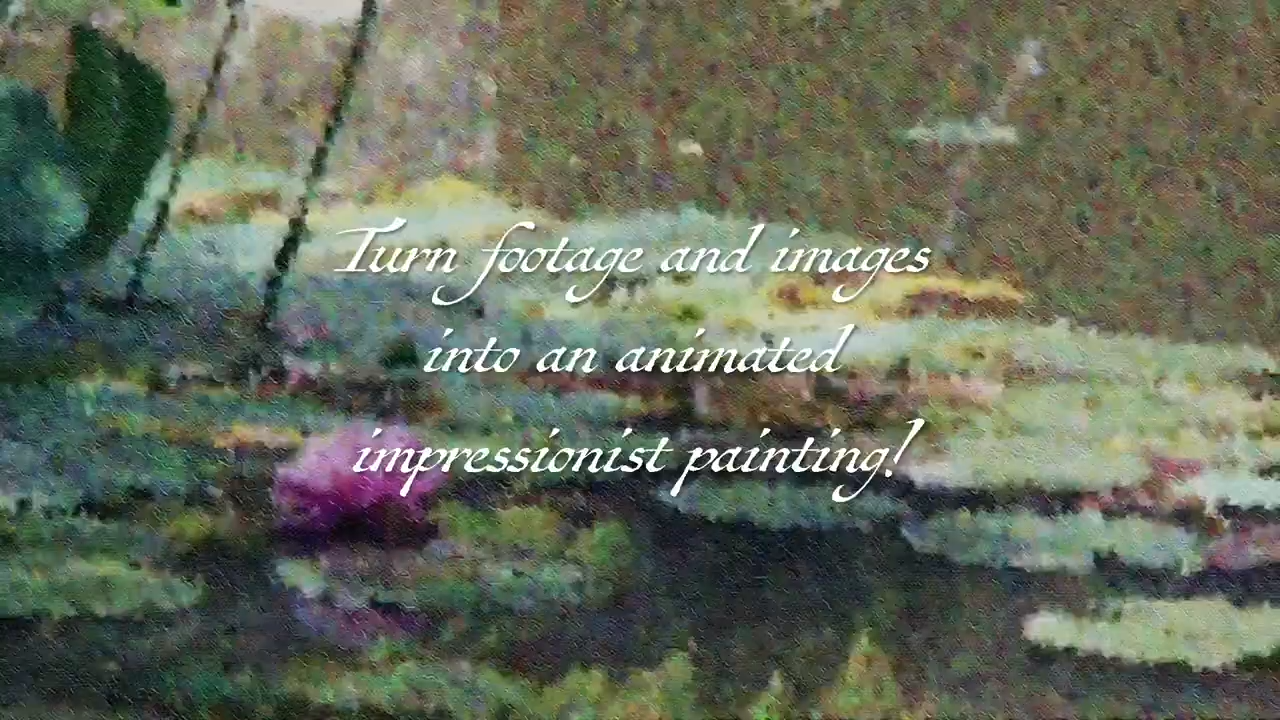 Turn footage and images
into an animated
impressionist painting!